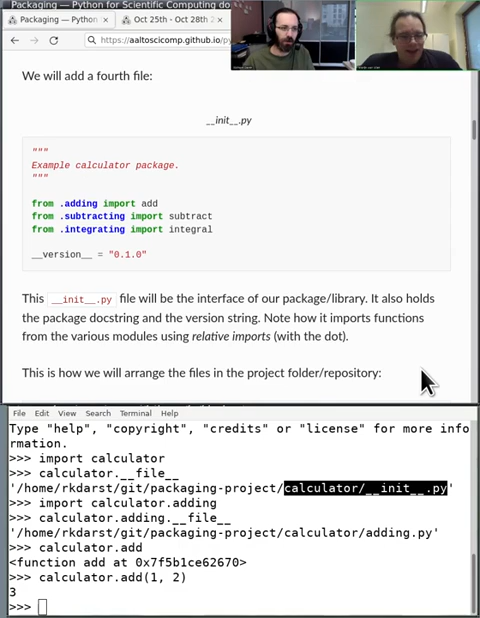 Packaging — Python for Scientific Computing do
Packaging — Python fo
Oct 25th - Oct 28th 2
https://aaltoscicomp.github.io/py
We will add a fourth file:
__init__.py
"""
Example calculator package.
"""
from .adding import add
from .subtracting import subtract
from .integrating import integral
__version__ = "0.1.0"
This __init__.py file will be the interface of our package/library. It also holds
the package docstring and the version string. Note how it imports functions
from the various modules using relative imports (with the dot).
This is how we will arrange the files in the project folder/repository:
File Edit View Search Terminal Help
Type "help", "copyright", "credits" or "license" for more info
rmation.
>>> import calculator
>>> calculator.__file__
'/home/rkdarst/git/packaging-project/calculator/__init__.py'
>>> import calculator.adding
>>> calculator.adding.__file__
'/home/rkdarst/git/packaging-project/calculator/adding.py'
>>> calculator.add
<function add at 0x7f5b1ce62670>
>>> calculator.add(1, 2)
3
>>>